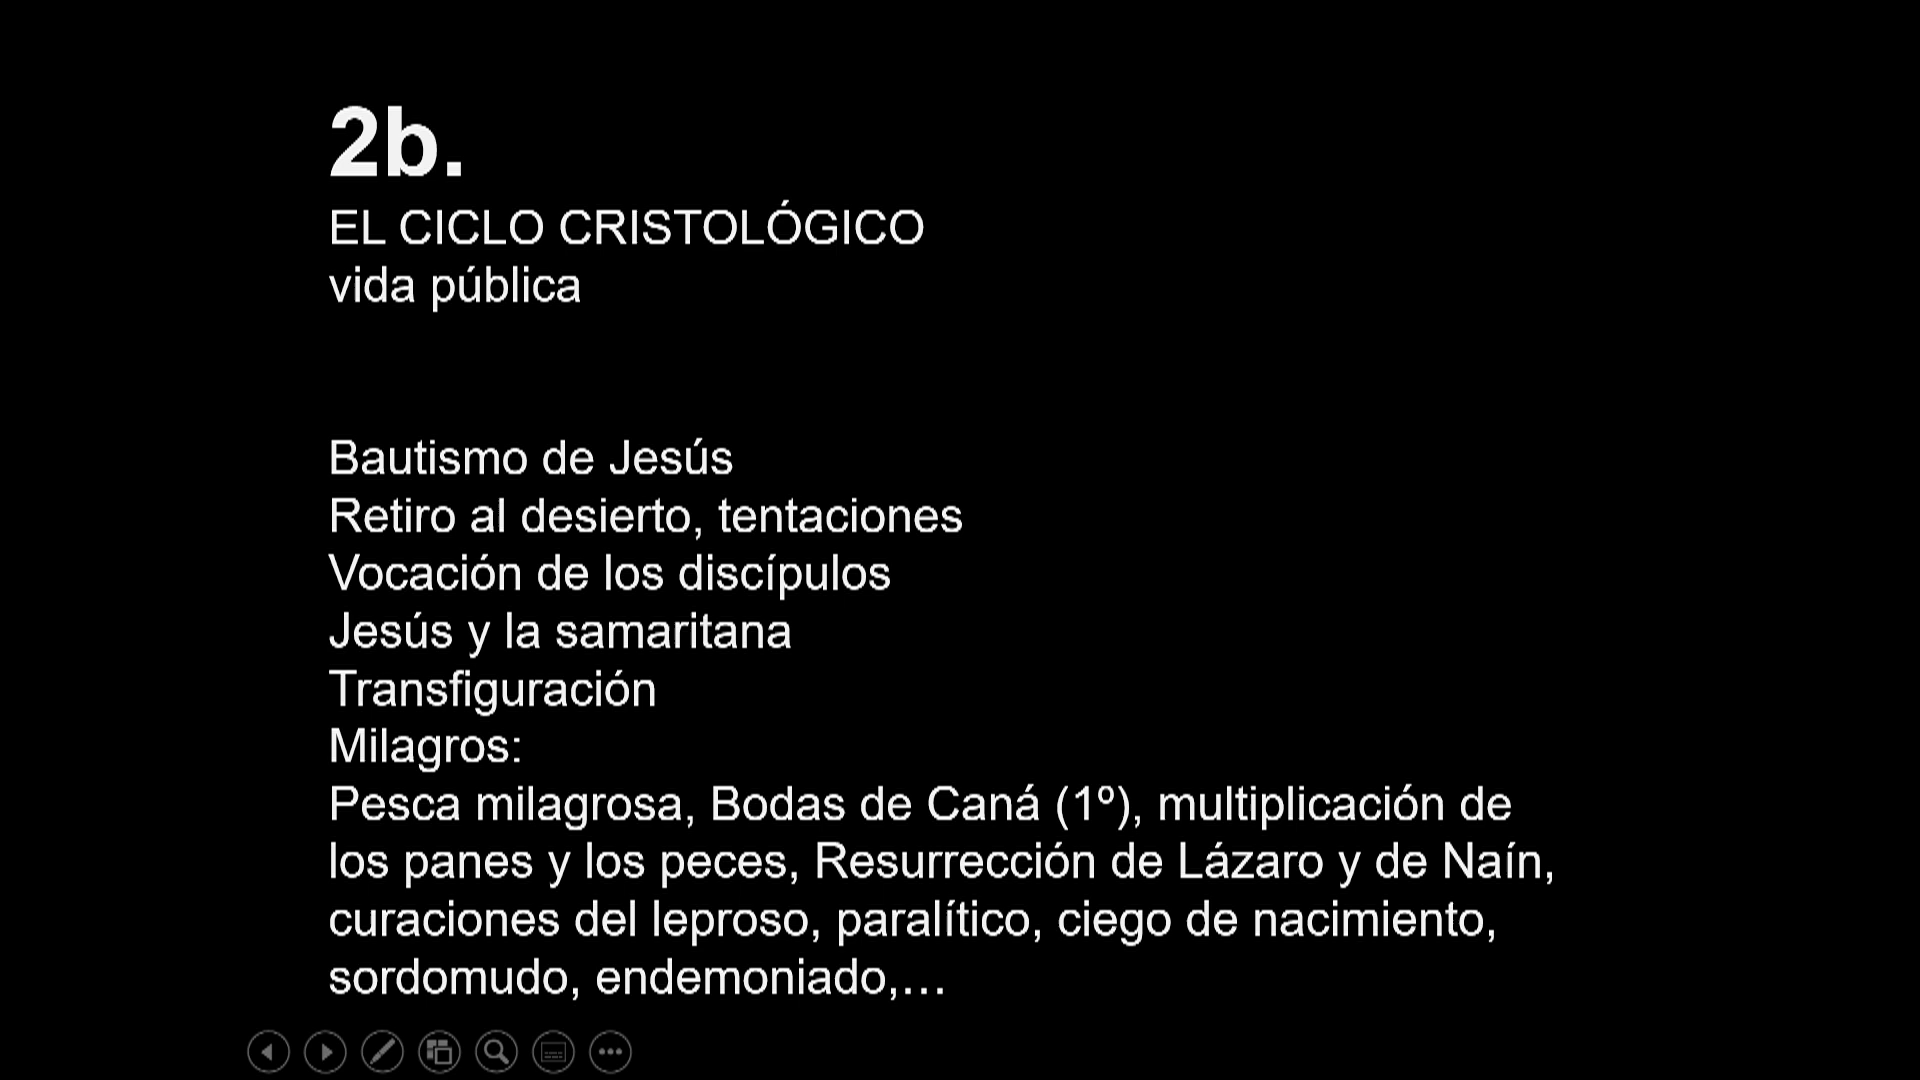 2b.
EL CICLO CRISTOLÓGICO
vida pública
Bautismo de Jesús
Retiro al desierto, tentaciones
Vocación de los discípulos
Jesús y la samaritana
Transfiguración
Milagros:
Pesca milagrosa, Bodas de Caná (1º), multiplicación de
los panes y los peces, Resurrección de Lázaro y de Naín,
curaciones del leproso, paralítico, ciego de nacimiento,
sordomudo, endemoniado,…